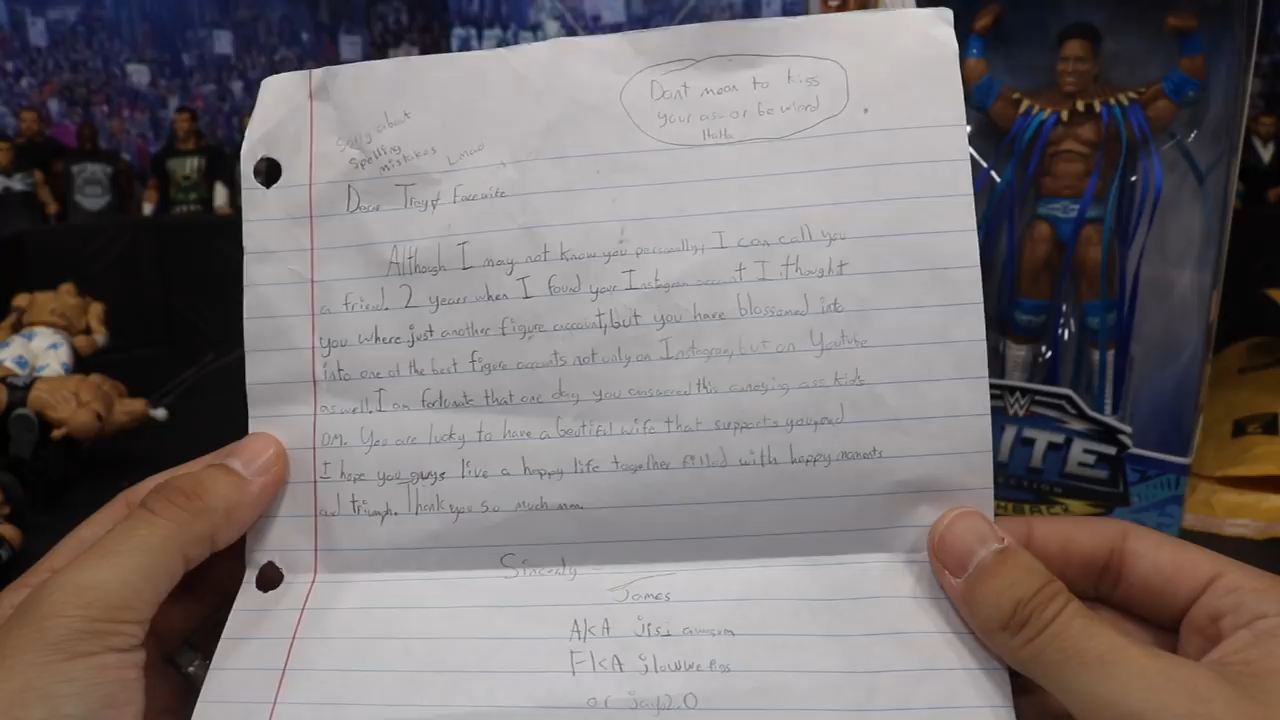 Dont mean to kiss
your ass or be wierd
HaHa
Sorry about
Spelling
mistakes Lmao
Dear
Although I may not know you personally, I can call you
a friend. 2 years when I found your Instagram account I thought
you where just another figure account, but you have blossomed into
into one of the best figure accounts not only on Instagram, but on Youtube
as well. I am fortunate that one day you answered this annoying ass kids
DM. You are lucky to have a beutiful wife that supports you and
I hope you guys live a happy life together filled with happy moments
and triumph. Thank you so much man.
Sincerly
James
AKA
FKA
or jay2.0
W
ELITE